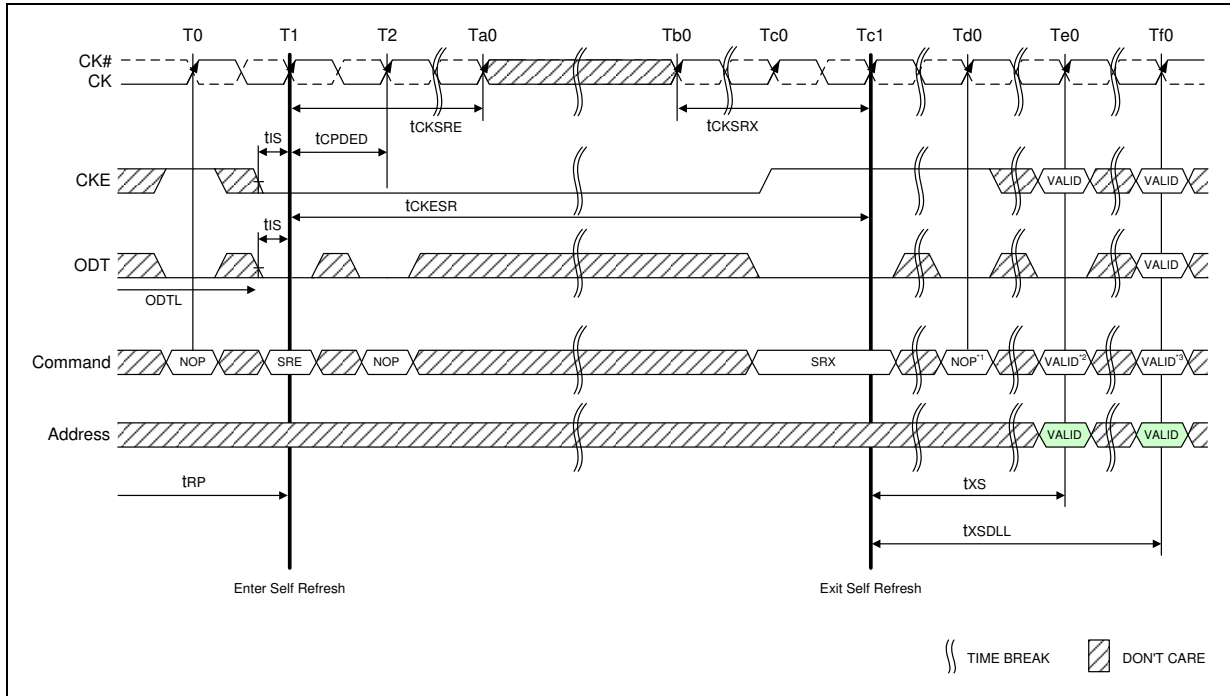 T0 T1 T2 Ta0 Tb0 Tc0 Tc1 Td0 Te0 Tf0
CK#
CK
tCKSRE tCKSRX
tIS tCPDED
CKE VALID VALID
tCKESR
tIS
ODT VALID
ODTL
Command NOP SRE NOP SRX NOP*1 VALID*2 VALID*3
Address VALID VALID
tRP tXS
tXSDLL
Enter Self Refresh Exit Self Refresh
TIME BREAK DON'T CARE